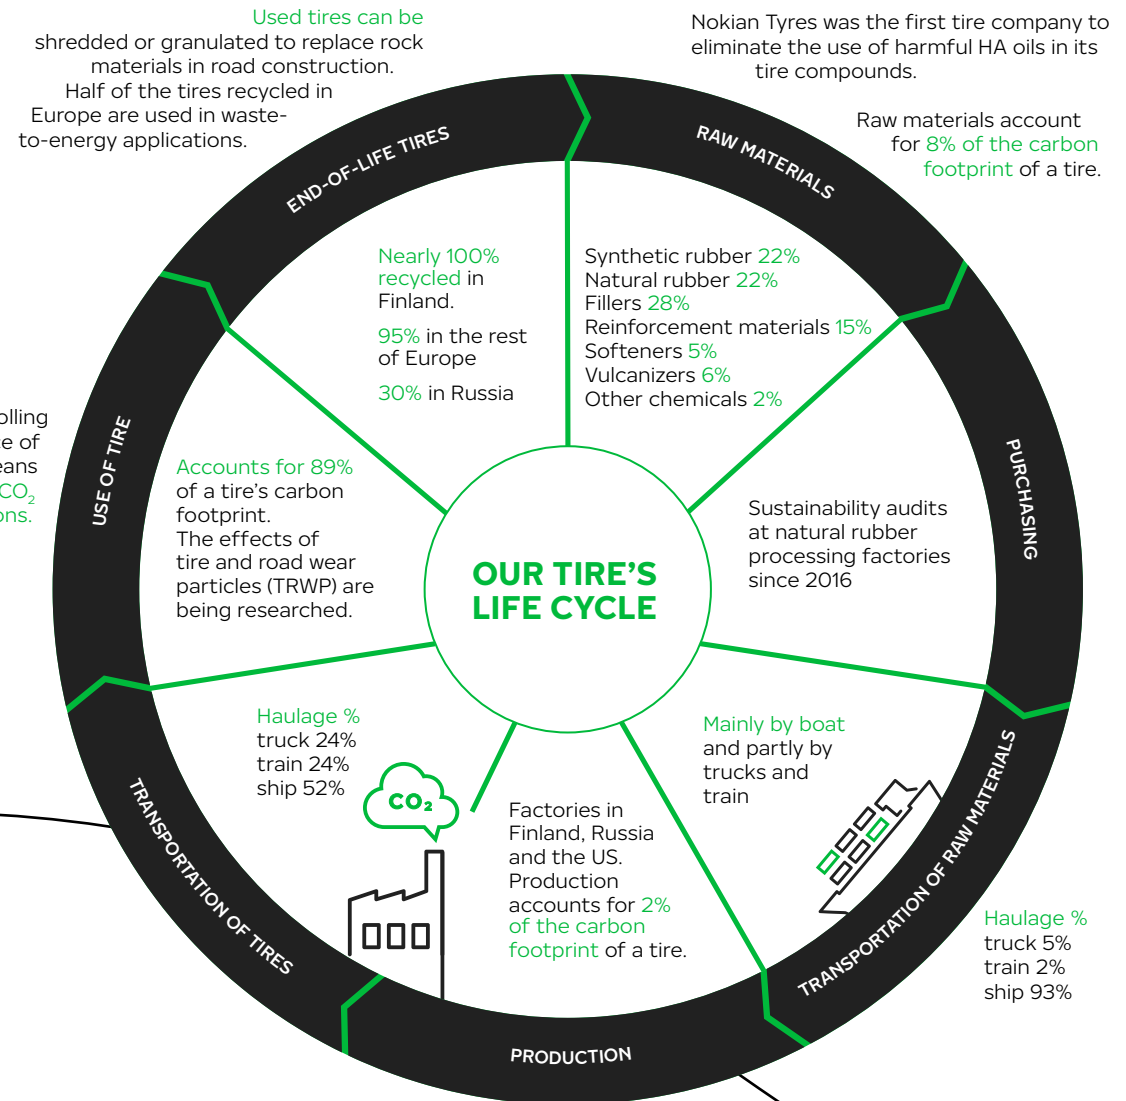 Used tires can be
shredded or granulated to replace rock
materials in road construction.
Half of the tires recycled in
Europe are used in waste-
to-energy applications.
Nokian Tyres was the first tire company to
eliminate the use of harmful HA oils in its
tire compounds.
Raw materials account
for 8% of the carbon
footprint of a tire.
END-OF-LIFE TIRES
RAW MATERIALS
Nearly 100%
recycled in
Finland.
95% in the rest
of Europe
30% in Russia
Synthetic rubber 22%
Natural rubber 22%
Fillers 28%
Reinforcement materials 15%
Softeners 5%
Vulcanizers 6%
Other chemicals 2%
of
CO₂
USE OF TIRE
Accounts for 89%
of a tire’s carbon
footprint.
The effects of
tire and road wear
particles (TRWP) are
being researched.
OUR TIRE’S
LIFE CYCLE
Sustainability audits
at natural rubber
processing factories
since 2016
PURCHASING
Haulage %
truck 24%
train 24%
ship 52%
CO₂
TRANSPORTATION OF TIRES
Factories in
Finland, Russia
and the US.
Production
accounts for 2%
of the carbon
footprint of a tire.
Mainly by boat
and partly by
trucks and
train
TRANSPORTATION OF RAW MATERIALS
Haulage %
truck 5%
train 2%
ship 93%
PRODUCTION